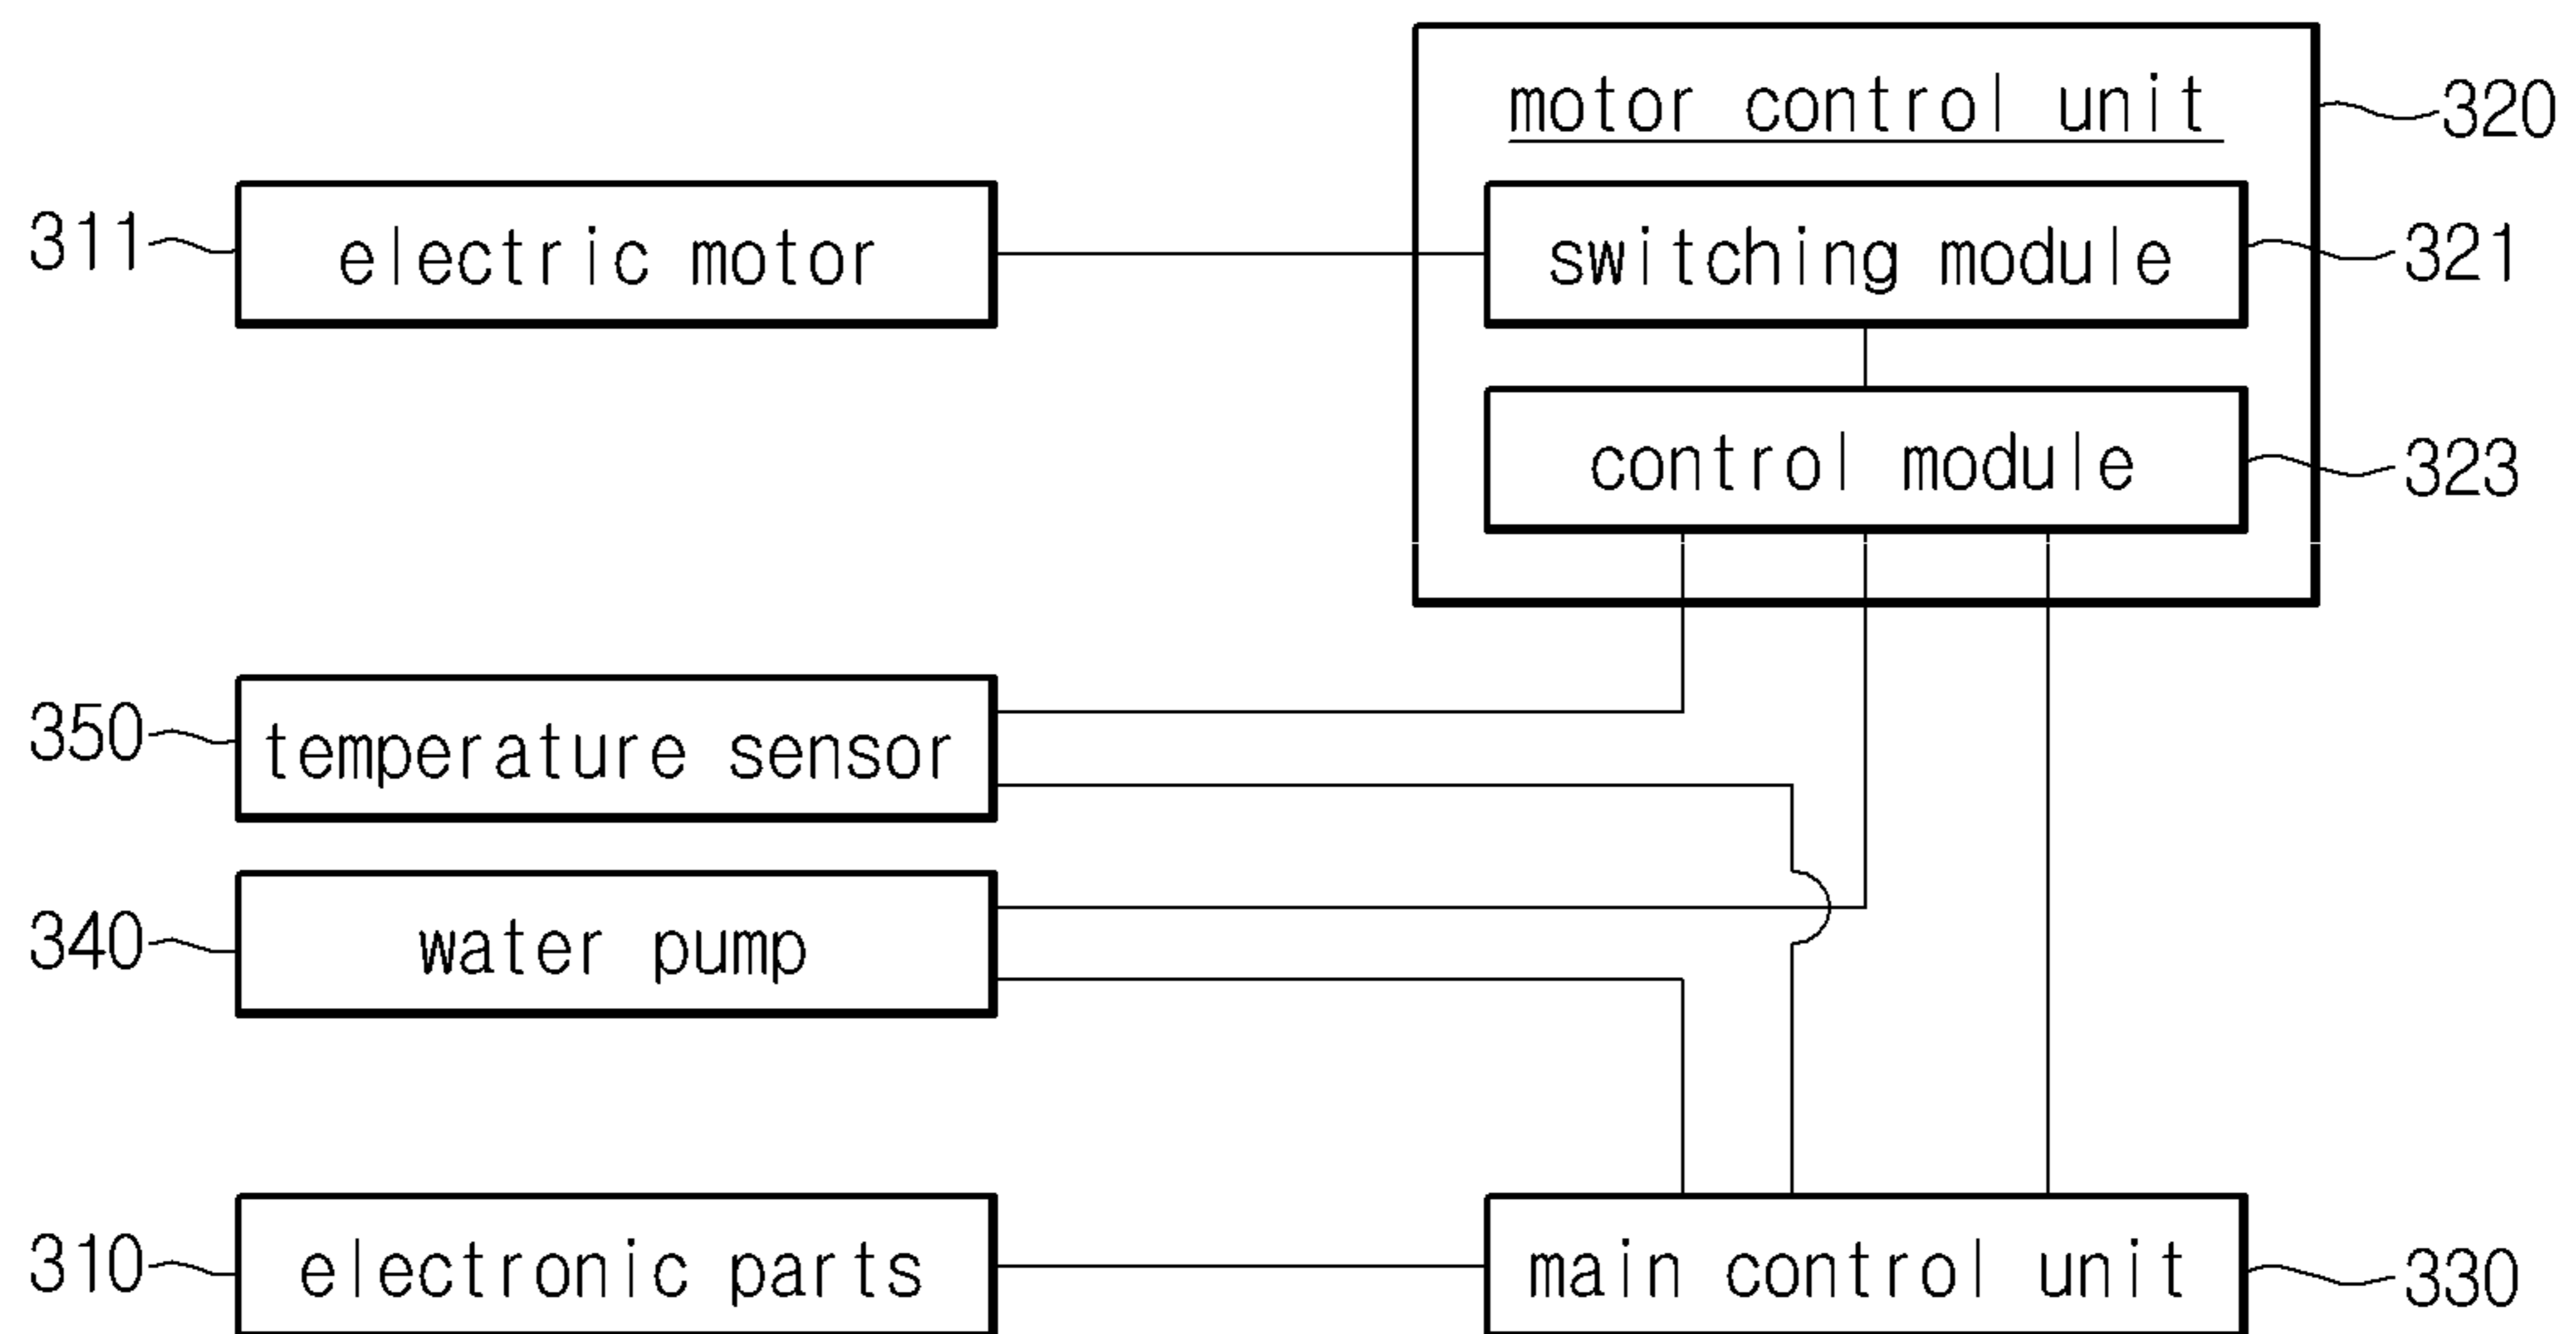 motor control unit
320
311
electric motor
switching module
321
control module
323
350
temperature sensor
340
water pump
310
electronic parts
main control unit
330